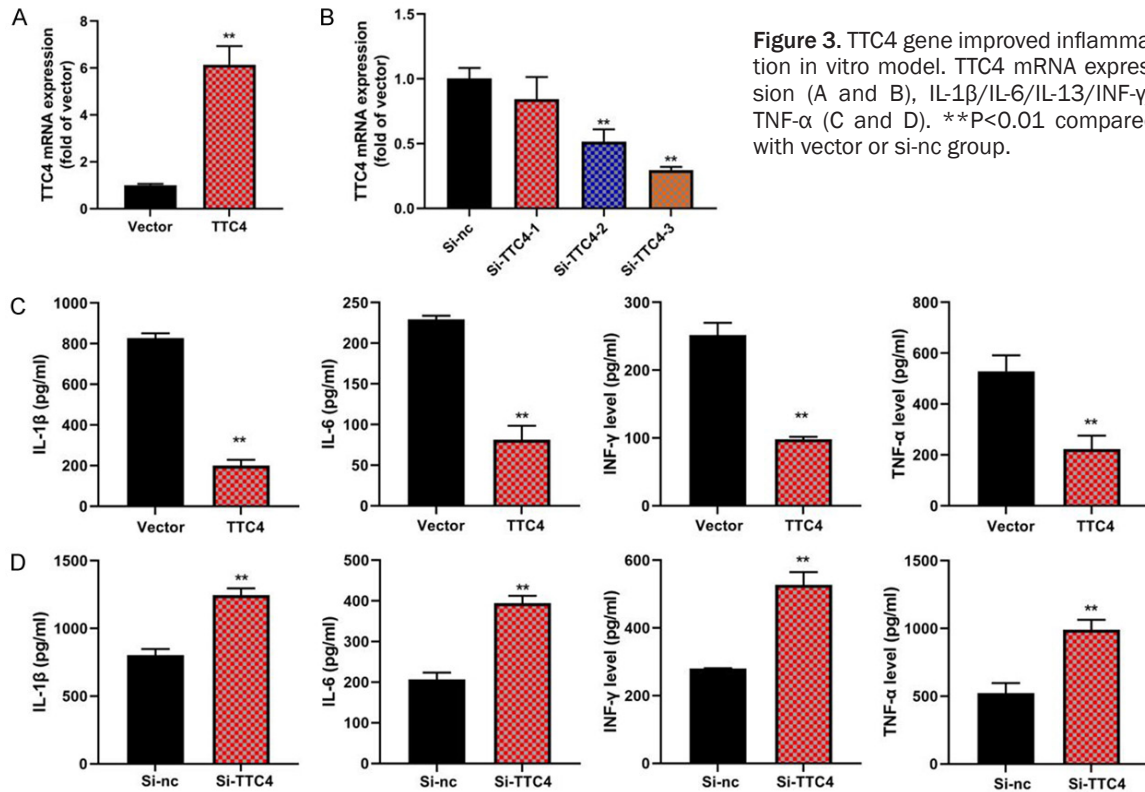 A
TTC4 mRNA expression
(fold of vector)
8
6
4
2
0
**
Vector
TTC4
B
TTC4 mRNA expression
(fold of vector)
1.5
1.0
0.5
0.0
**
**
Si-nc
Si-TTC4-1
Si-TTC4-2
Si-TTC4-3
Figure 3. TTC4 gene improved inflamma-
tion in vitro model. TTC4 mRNA expres-
sion (A and B), IL-1β/IL-6/IL-13/INF-γ
TNF-α (C and D). **P<0.01 compare
with vector or si-nc group.
C
IL-1β (pg/ml)
1000
800
600
400
200
0
**
Vector
TTC4
IL-6 (pg/ml)
250
200
150
100
50
0
**
Vector
TTC4
INF-γ level (pg/ml)
300
200
100
0
**
Vector
TTC4
TNF-α level (pg/ml)
800
600
400
200
0
**
Vector
TTC4
D
IL-1β (pg/ml)
1500
1000
500
0
**
Si-nc
Si-TTC4
IL-6 (pg/ml)
500
400
300
200
100
0
**
Si-nc
Si-TTC4
INF-γ level (pg/ml)
600
400
200
0
**
Si-nc
Si-TTC4
TNF-α level (pg/ml)
1500
1000
500
0
**
Si-nc
Si-TTC4